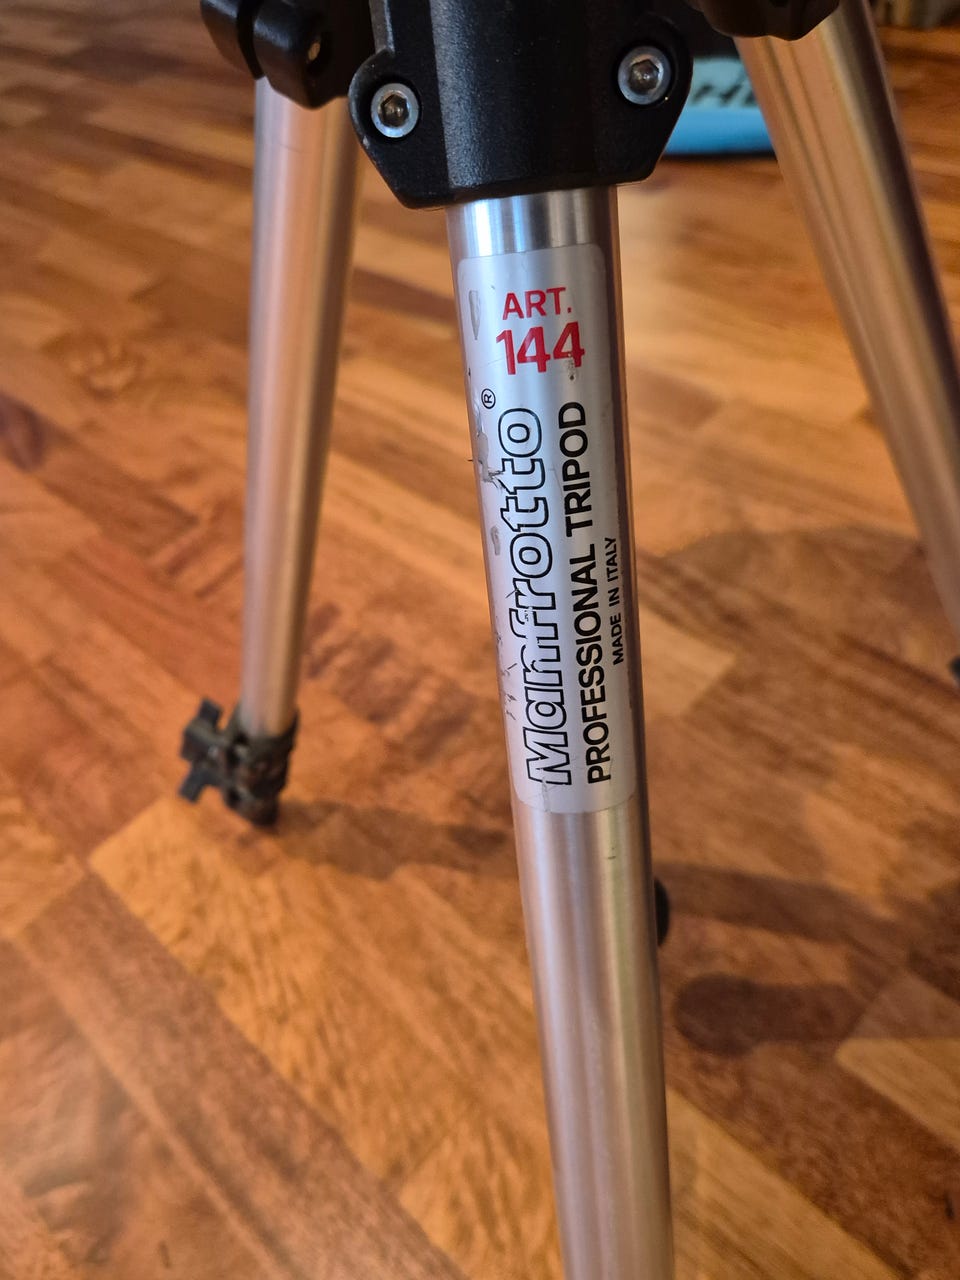 ART.
144
Manfrotto®
PROFESSIONAL TRIPOD
MADE IN ITALY